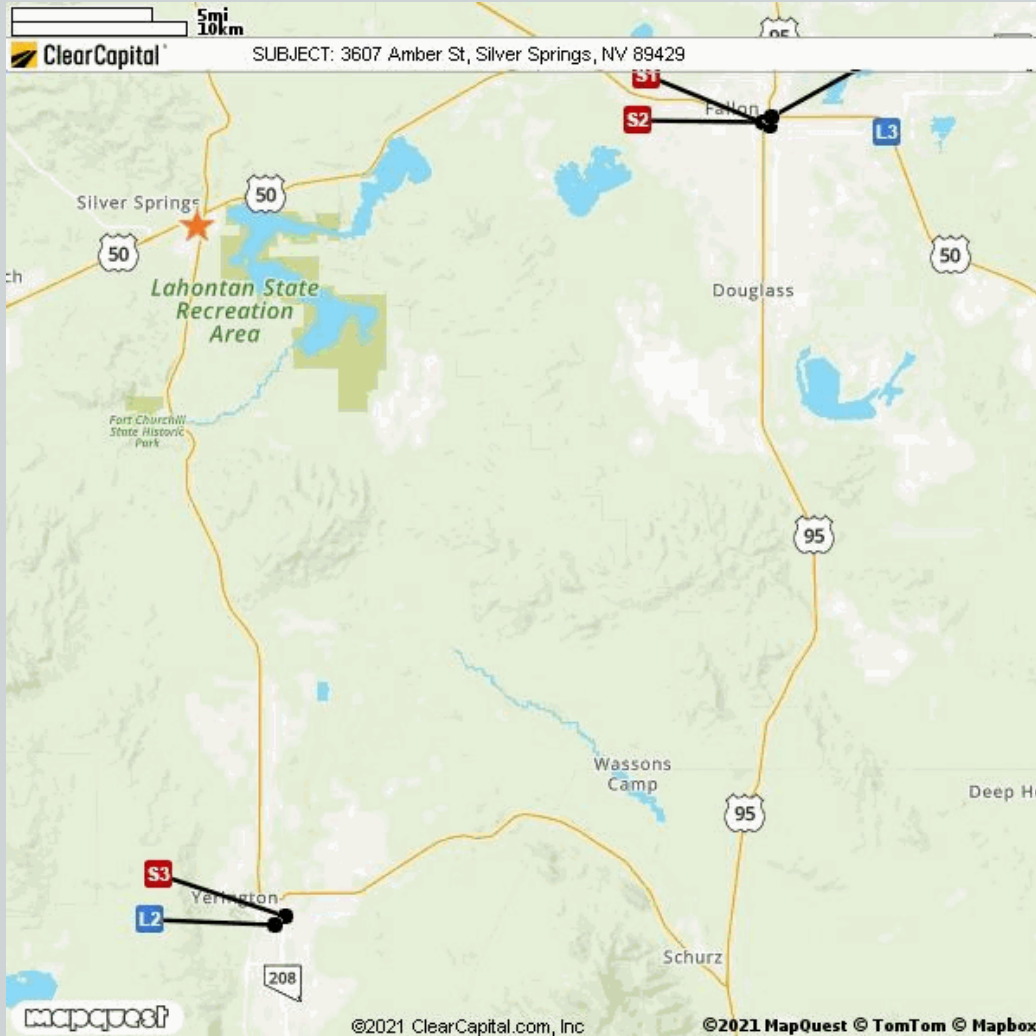 5mi
10km
95
ClearCapital
SUBJECT: 3607 Amber St, Silver Springs, NV 89429
S1
Fallon
S2
L3
Silver Springs
50
50
50
ch
Lahontan State
Recreation
Area
Douglass
Fort Churchill
State Historic
Park
95
Wassons
Camp
Deep H
95
S3
Yerington
L2
Schurz
208
mapquest
©2021 ClearCapital.com, Inc
©2021 MapQuest © TomTom © Mapbox